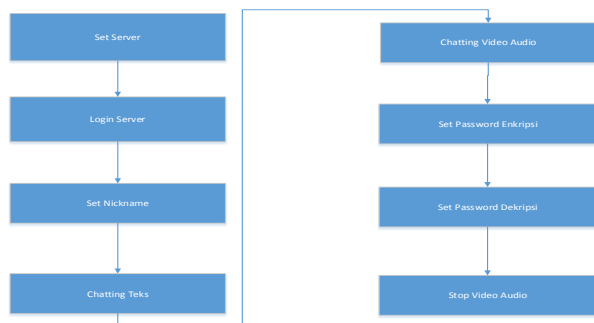 Set Server
Login Server
Set Nickname
Chatting Teks
Chatting Video Audio
Set Password Enkripsi
Set Password Dekripsi
Stop Video Audio